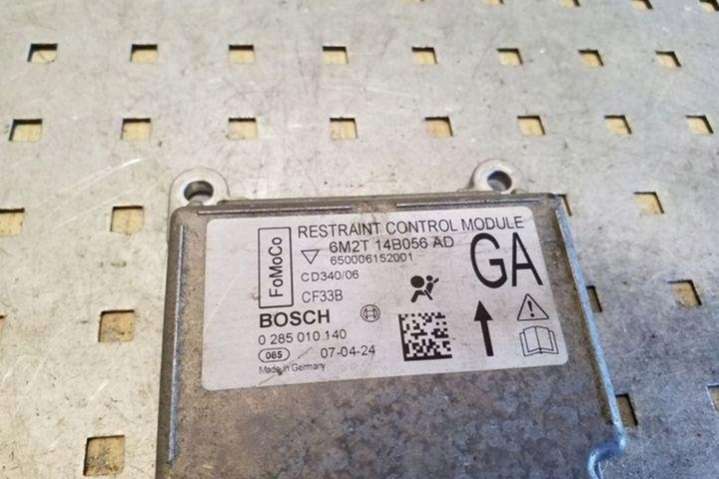 FoMoCo
RESTRAINT CONTROL MODULE
6M2T 14B056 AD
650006152001
CD340/06
CF33B
GA
BOSCH
0 285 010 140
065 07-04-24
Made in Germany